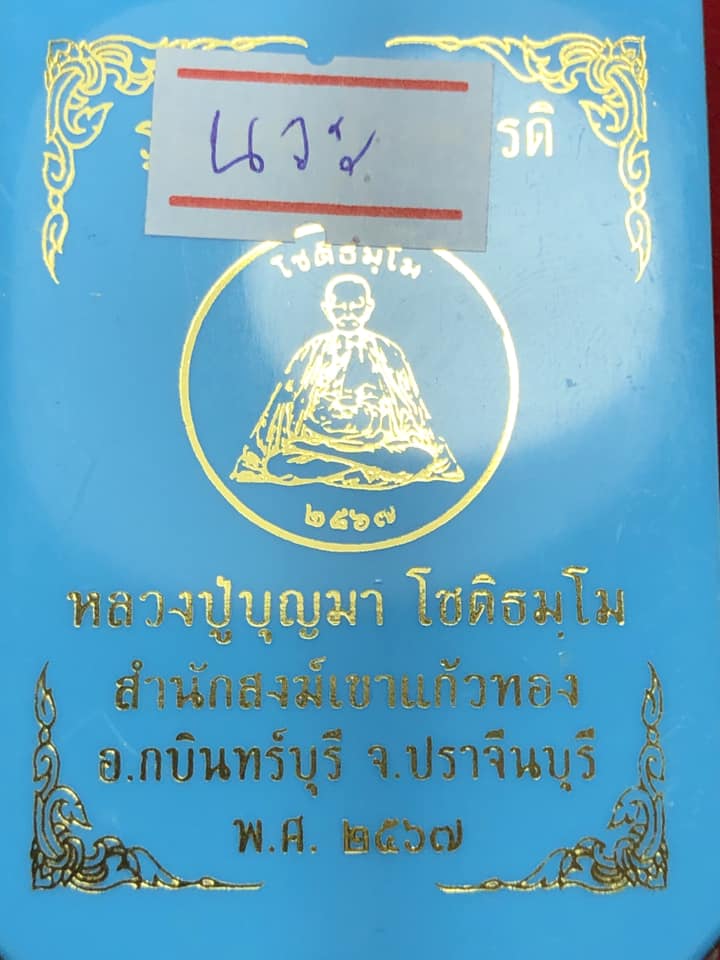 นวะ
รดิ
โชติธมฺโม
๒๕๖๗
หลวงปู่บุญมา โชติธมฺโม
สำนักสงฆ์เขาแก้วทอง
อ.กบินทร์บุรี จ.ปราจีนบุรี
พ.ศ. ๒๕๖๗